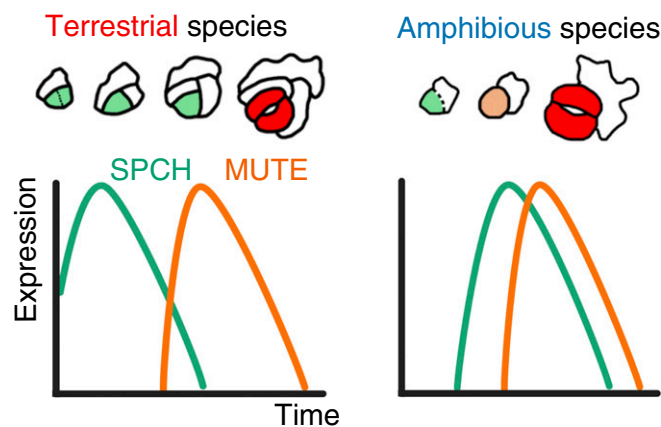 Terrestrial species
Amphibious species
SPCH
MUTE
Expression
Time